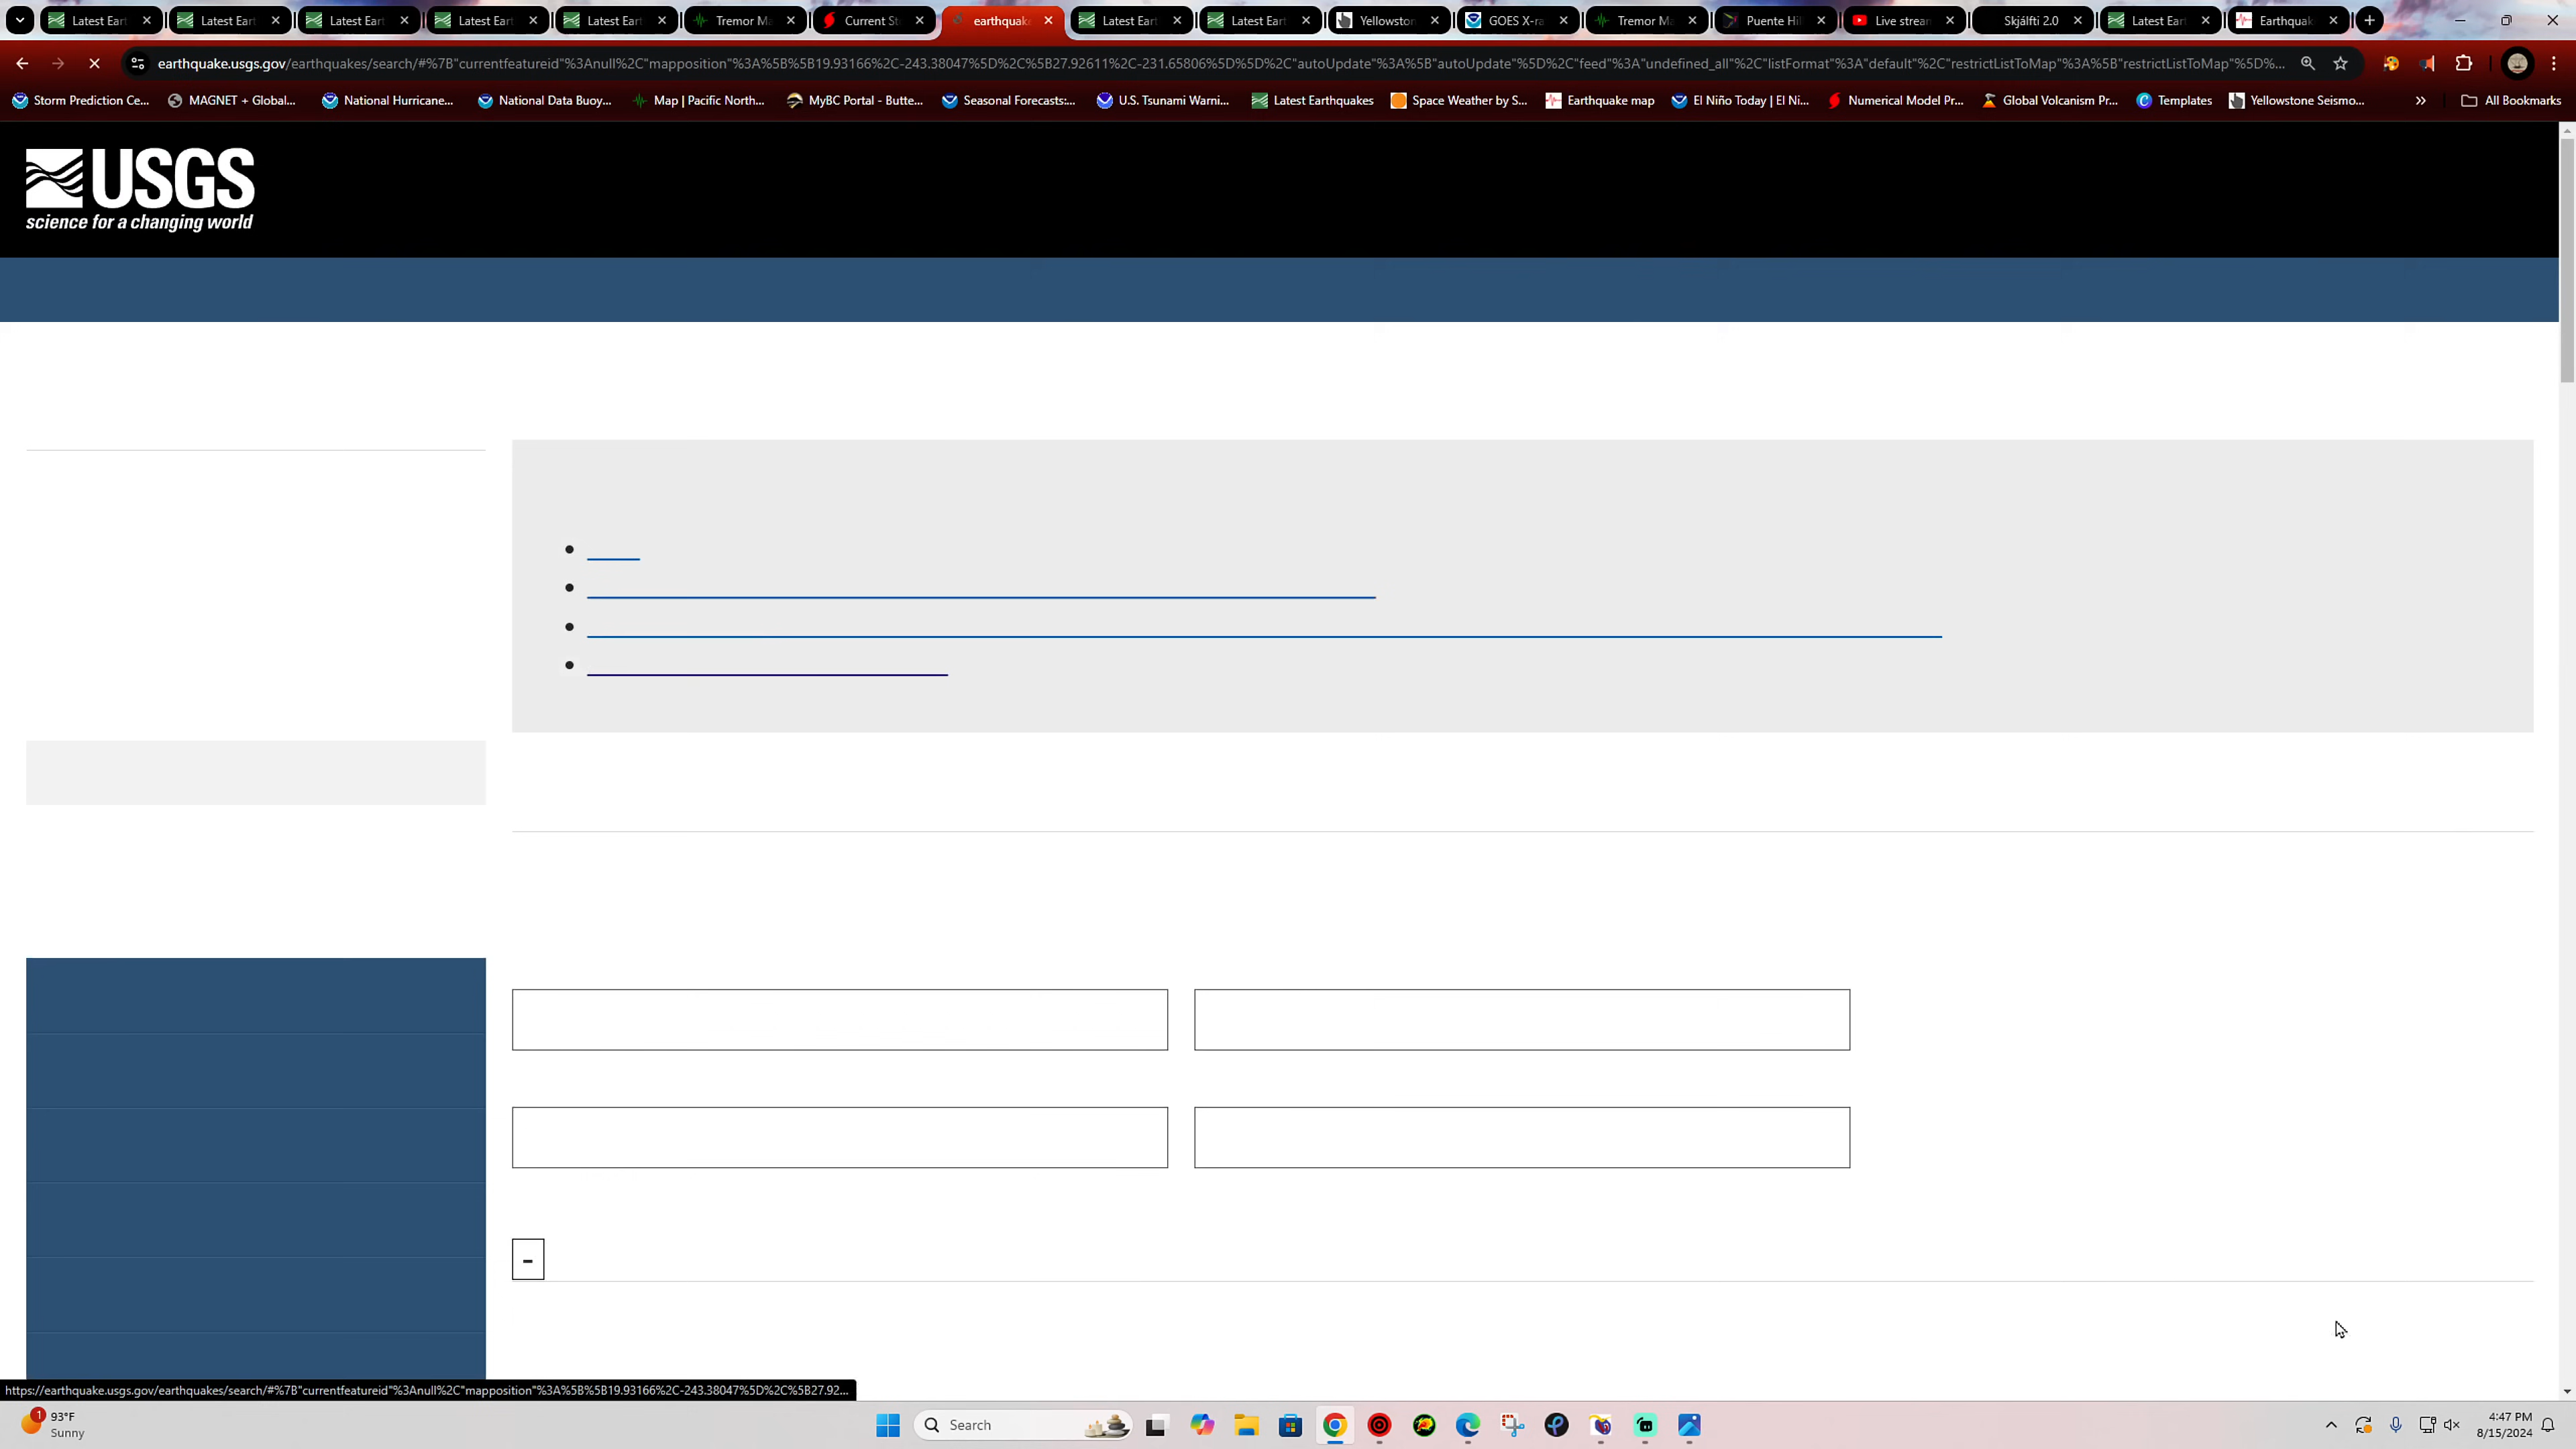 Latest Eart Latest Eart Latest Eart Latest Eart Latest Eart Tremor Ma Current Sto earthquake Latest Eart Latest Eart Yellowston GOES X-ra Tremor Ma Puente Hil Live strean Skjálfti 2.0 Latest Eart Earthquak
earthquake.usgs.gov/earthquakes/search/#%7B"currentfeatureid"%3Anull%2C"mapposition"%3A%5B%5B19.93166%2C-243.38047%5D%2C%5B27.92611%2C-231.65806%5D%5D%2C"autoUpdate"%3A%5B"autoUpdate"%5D%2C"feed"%3A"undefined_all"%2C"listFormat"%3A"default"%2C"restrictListToMap"%3A%5B"restrictListToMap"%5D%...
Storm Prediction Ce... MAGNET + Global... National Hurricane... National Data Buoy... Map | Pacific North... MyBC Portal - Butte... Seasonal Forecasts:... U.S. Tsunami Warni... Latest Earthquakes Space Weather by S... Earthquake map El Niño Today | El Ni... Numerical Model Pr... Global Volcanism Pr... Templates Yellowstone Seismo... » All Bookmarks
USGS
science for a changing world
https://earthquake.usgs.gov/earthquakes/search/#%7B"currentfeatureid"%3Anull%2C"mapposition"%3A%5B%5B19.93166%2C-243.38047%5D%2C%5B27.92...
1 93°F
Sunny
Search
4:47 PM
8/15/2024